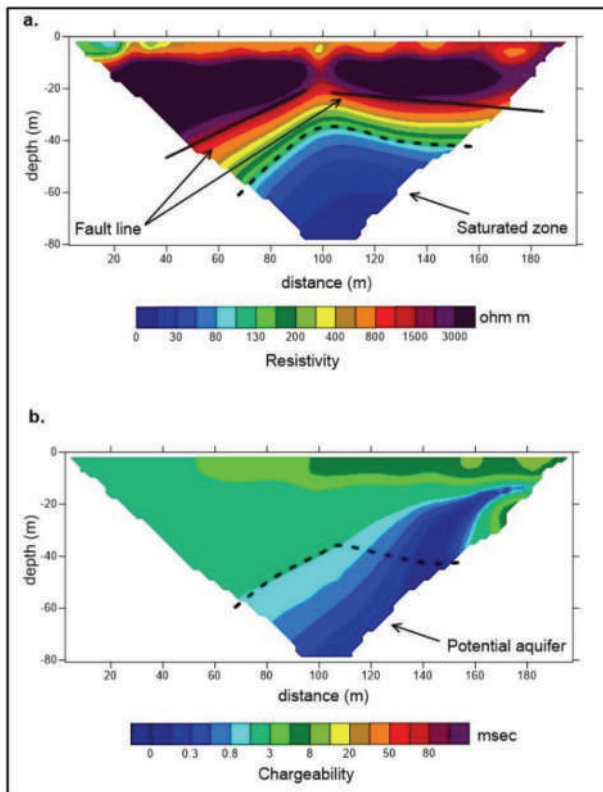 a.
0
-20
-40
-60
-80
depth (m)
Fault line
Saturated zone
20 40 60 80 100 120 140 160 180
distance (m)
ohm m
0 30 80 130 200 400 800 1500 3000
Resistivity
b.
0
-20
-40
-60
-80
depth (m)
Potential aquifer
20 40 60 80 100 120 140 160 180
distance (m)
msec
0 0.3 0.8 3 8 20 50 80
Chargeability